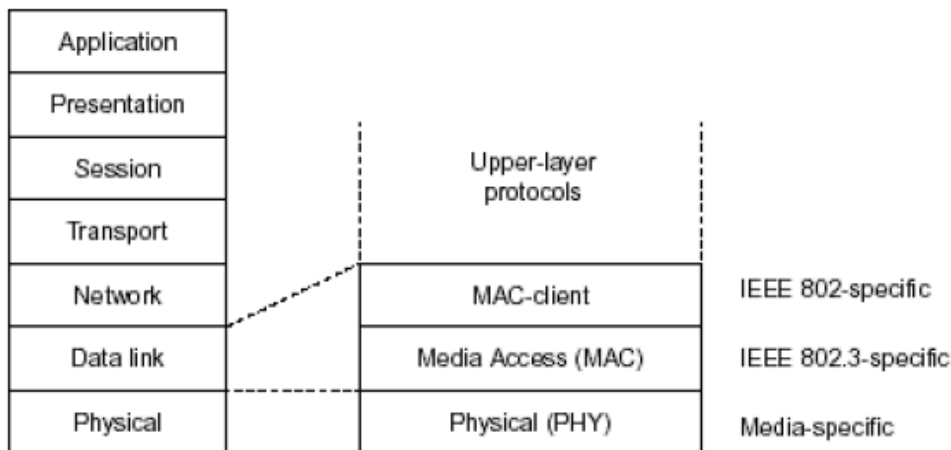 Application
Presentation
Session
Transport
Network
Data link
Physical
Upper-layer
protocols
MAC-client
Media Access (MAC)
Physical (PHY)
IEEE 802-specific
IEEE 802.3-specific
Media-specific